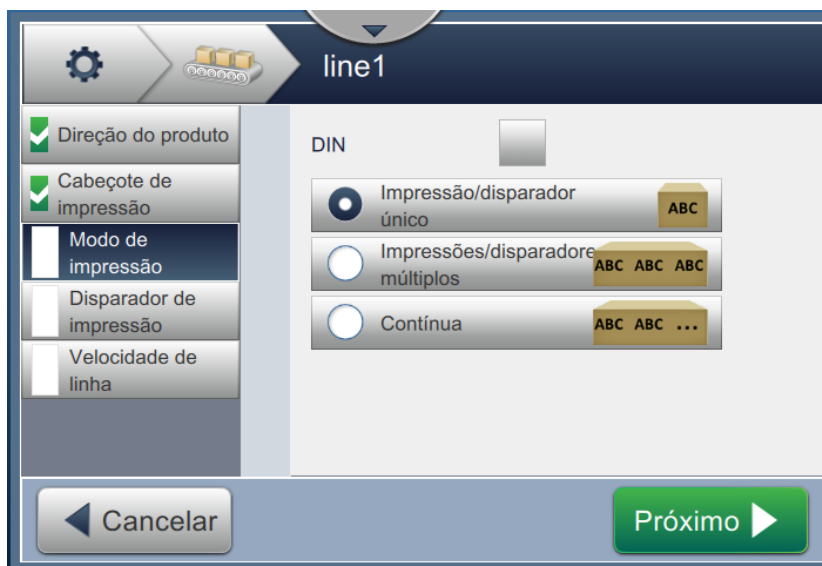 line1
Direção do produto
Cabeçote de
impressão
Modo de
impressão
Disparador de
impressão
Velocidade de
linha
DIN
Impressão/disparador
único
ABC
Impressões/disparadore
múltiplos
ABC ABC ABC
Contínua
ABC ABC ...
Cancelar
Próximo